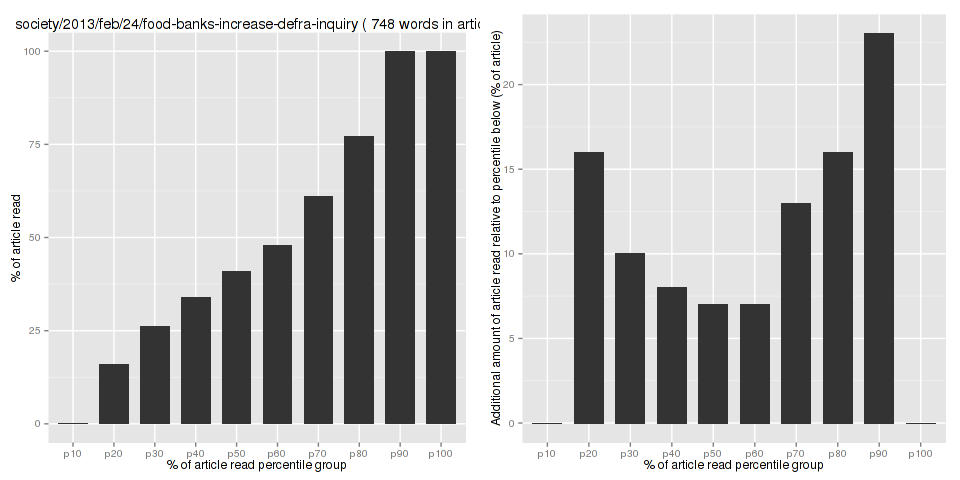 society/2013/feb/24/food-banks-increase-defra-inquiry ( 748 words in artic
% of article read
100
75
50
25
0
p10 p20 p30 p40 p50 p60 p70 p80 p90 p100
% of article read percentile group
Additional amount of article read relative to percentile below (% of article)
20
15
10
5
0
p10 p20 p30 p40 p50 p60 p70 p80 p90 p100
% of article read percentile group